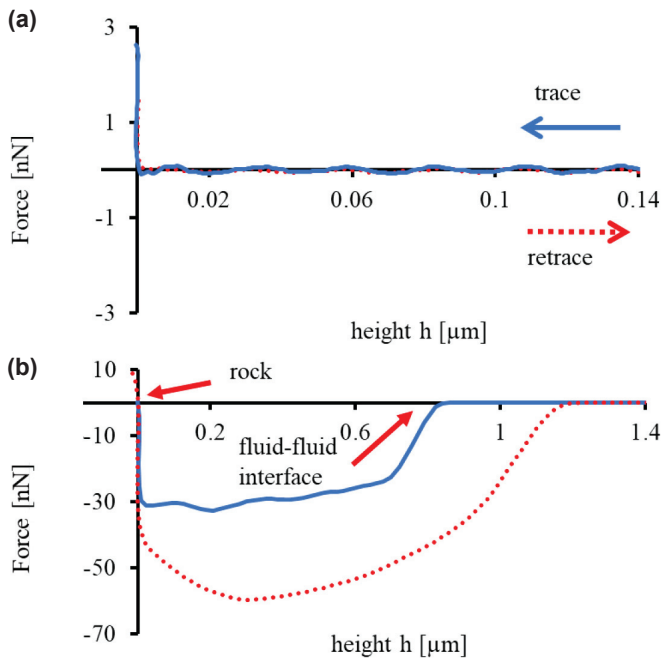 (a)
3
1
-1
-3
Force [nN]
trace
0.02
0.06
0.1
0.14
retrace
height h [µm]
(b)
10
-10
-30
-50
-70
Force [nN]
rock
0.2
0.6
1
1.4
fluid-fluid
interface
height h [µm]